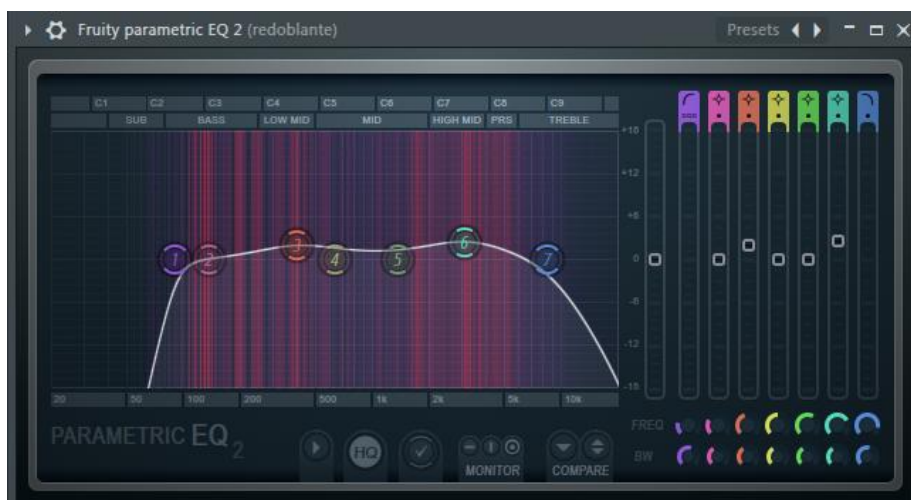 Fruity parametric EQ 2 (redoblante) Presets
C1 C2 C3 C4 C5 C6 C7 C8 C9
SUB BASS LOW MID MID HIGH MID PRS TREBLE
+18
+12
+6
0
-6
-12
-18
1 2 3 4 5 6 7
20 50 100 200 500 1k 2k 5k 10k
FREQ
BW
PARAMETRIC EQ 2
HQ
MONITOR COMPARE